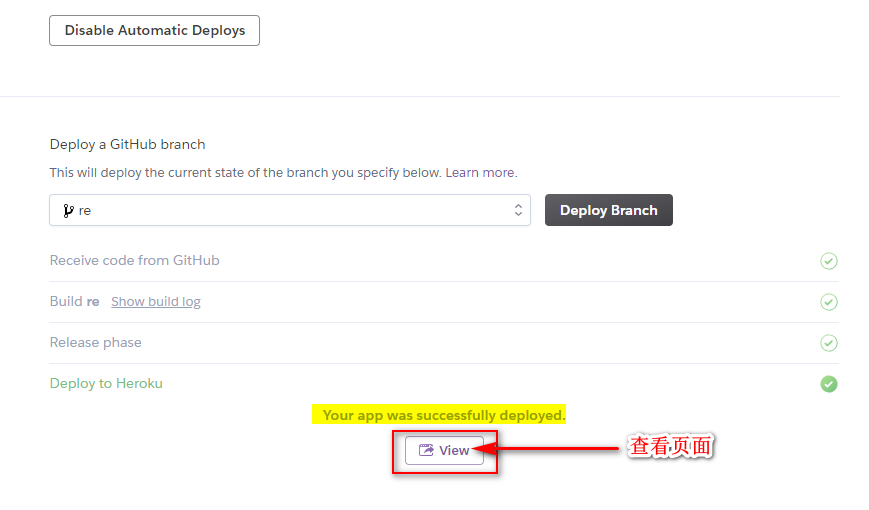 Disable Automatic Deploys
Deploy a GitHub branch
This will deploy the current state of the branch you specify below. Learn more.
re
Deploy Branch
Receive code from GitHub
Build re Show build log
Release phase
Deploy to Heroku
Your app was successfully deployed.
View
查看页面